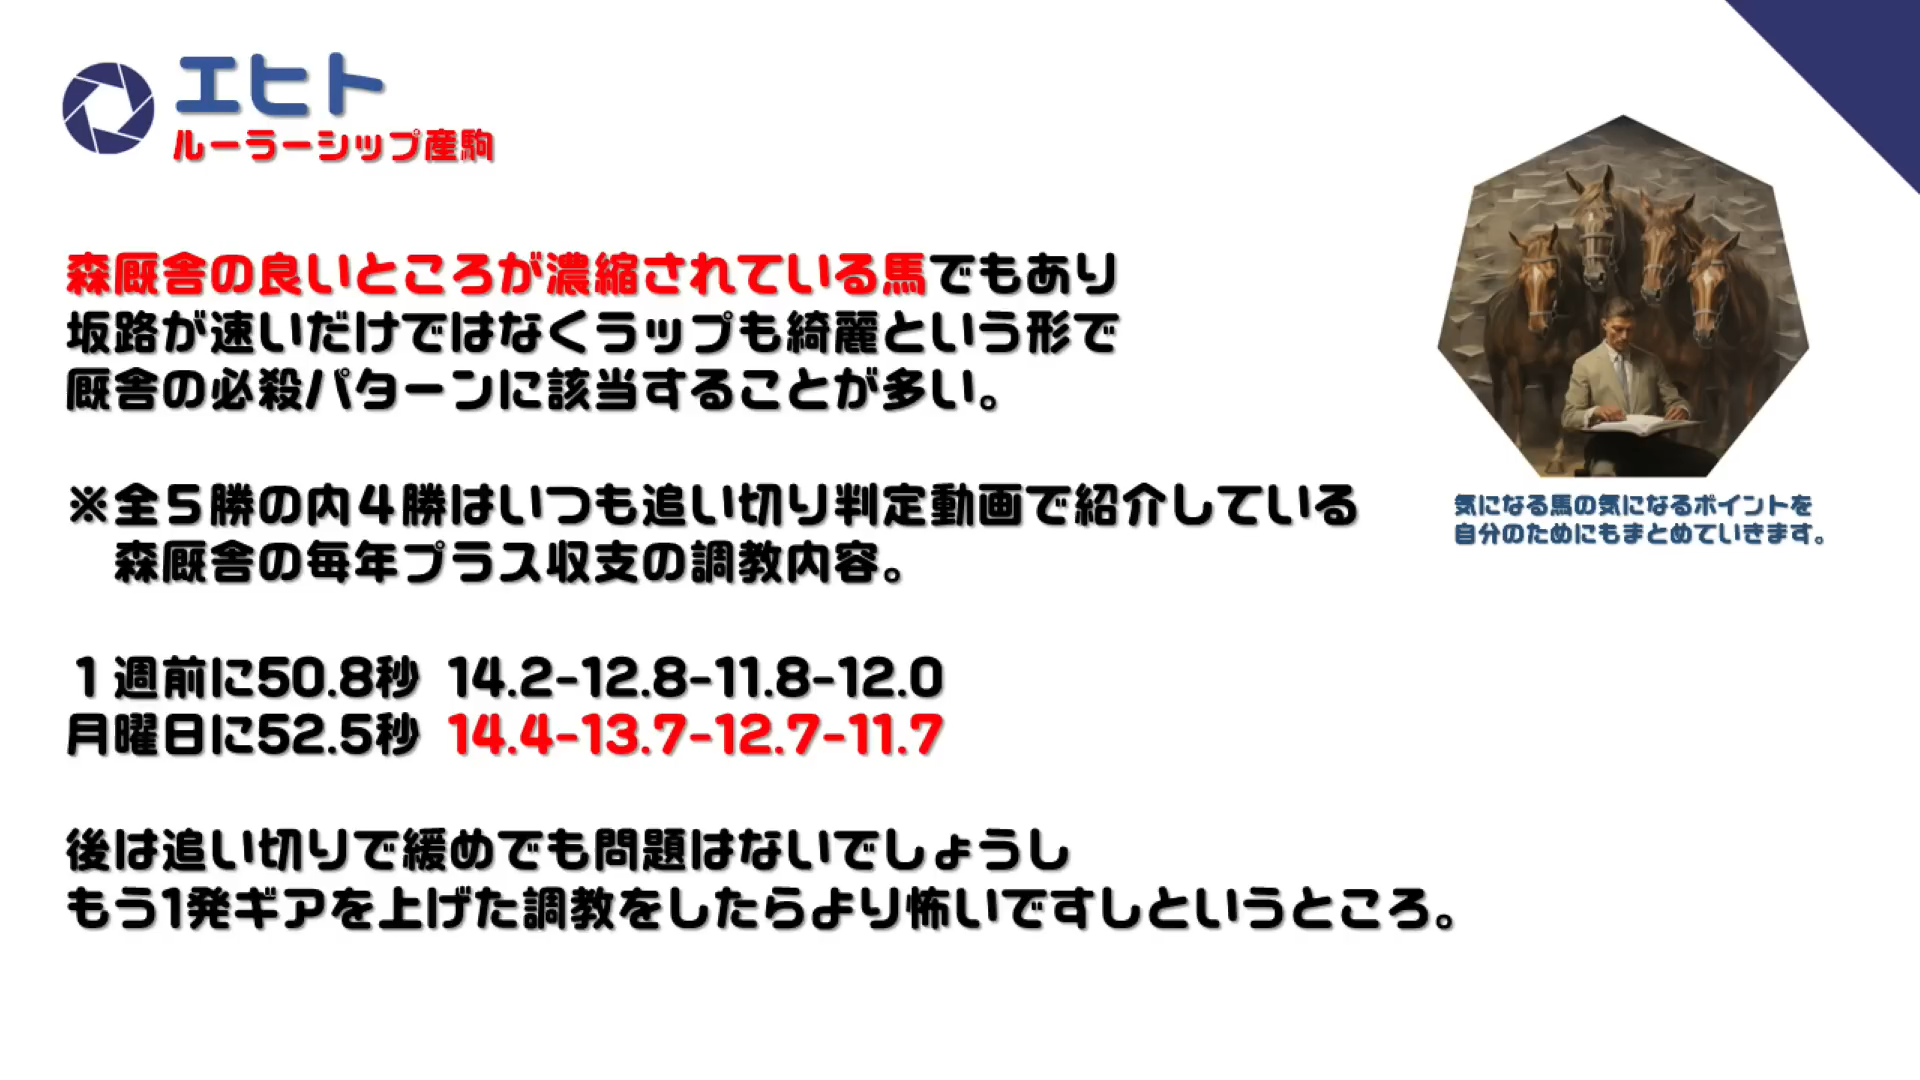 エヒト
ルーラーシップ産駒
森厩舎の良いところが濃縮されている馬でもあり
坂路が速いだけではなくラップも綺麗という形で
厩舎の必殺パターンに該当することが多い。
※全５勝の内４勝はいつも追い切り判定動画で紹介している
森厩舎の毎年プラス収支の調教内容。
１週前に50.8秒 14.2-12.8-11.8-12.0
月曜日に52.5秒 14.4-13.7-12.7-11.7
後は追い切りで緩めでも問題はないでしょうし
もう1発ギアを上げた調教をしたらより怖いですしというところ。
気になる馬の気になるポイントを
自分のためにもまとめていきます。